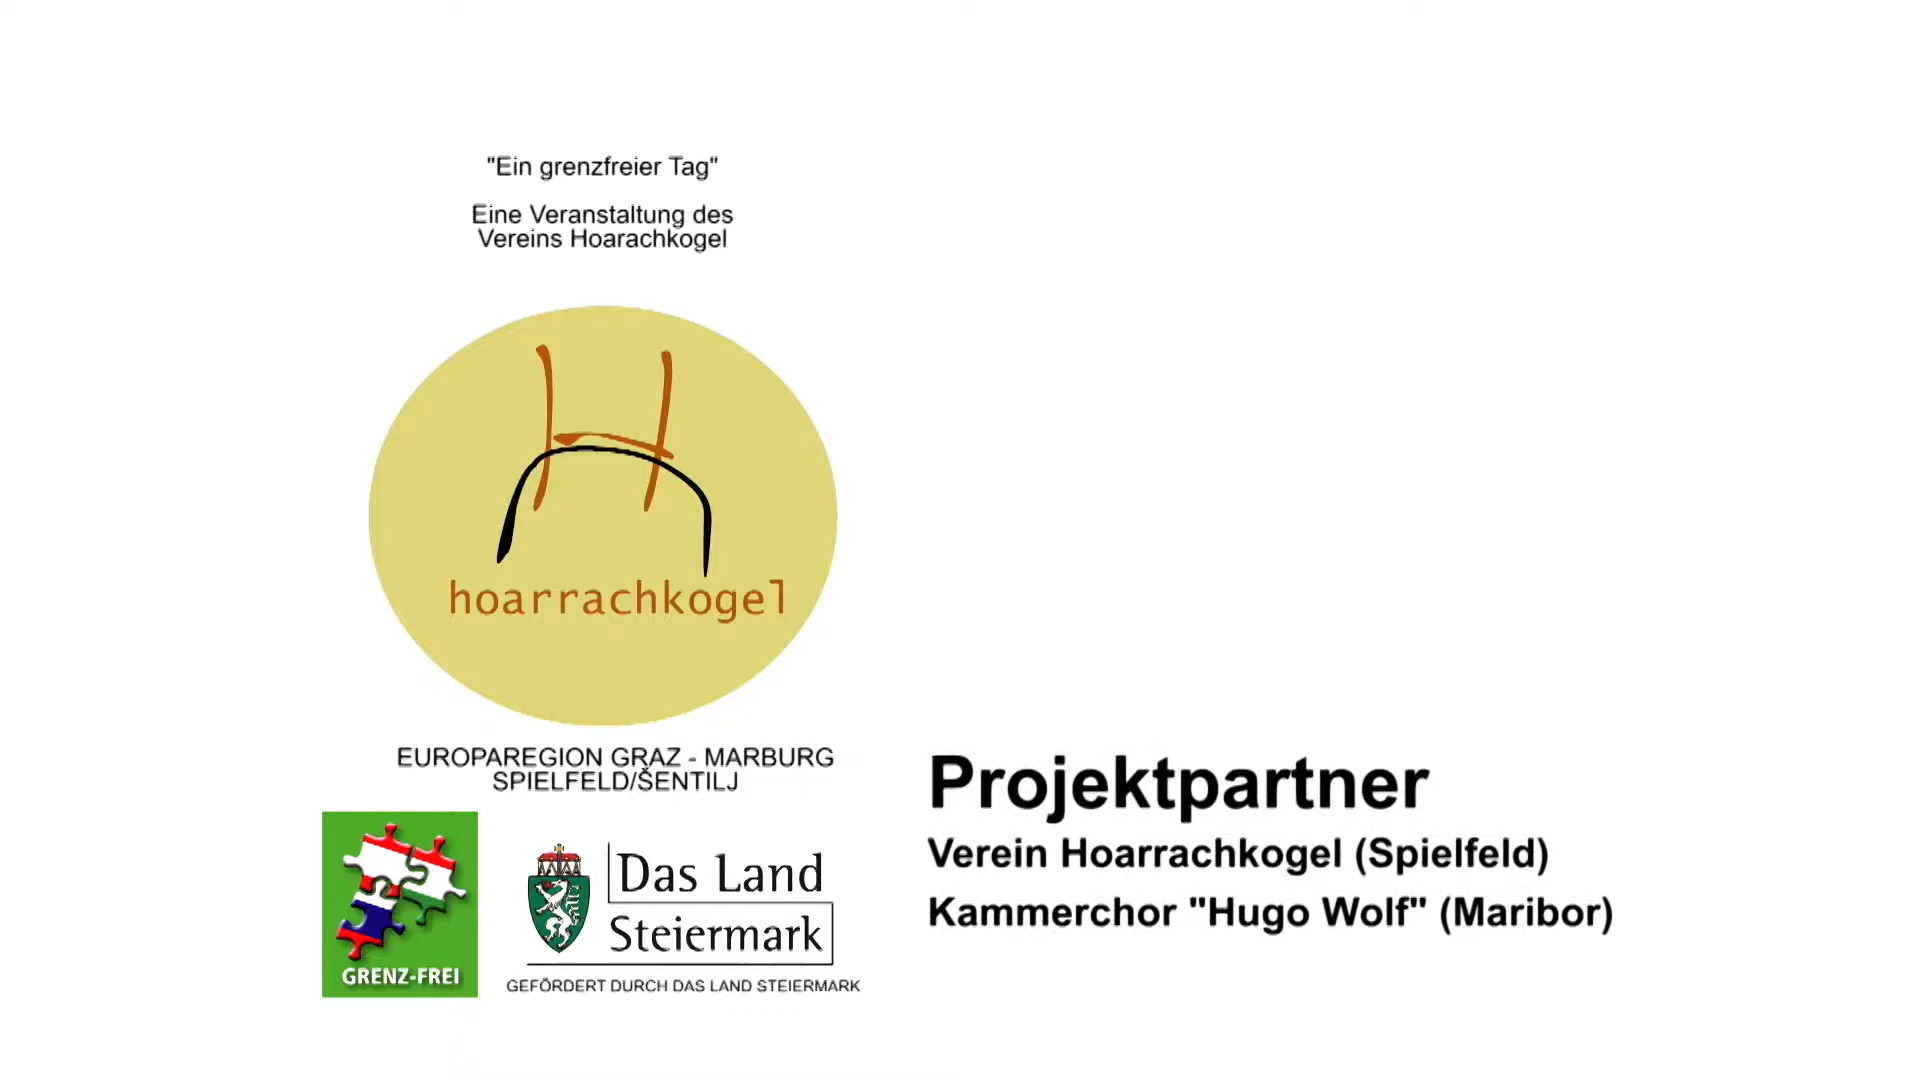 "Ein grenzfreier Tag"
Eine Veranstaltung des
Vereins Hoarachkogel
hoarrachkogel
EUROPAREGION GRAZ - MARBURG
SPIELFELD/ŠENTILJ
GRENZ-FREI
Das Land
Steiermark
GEFÖRDERT DURCH DAS LAND STEIERMARK
Projektpartner
Verein Hoarrachkogel (Spielfeld)
Kammerchor "Hugo Wolf" (Maribor)